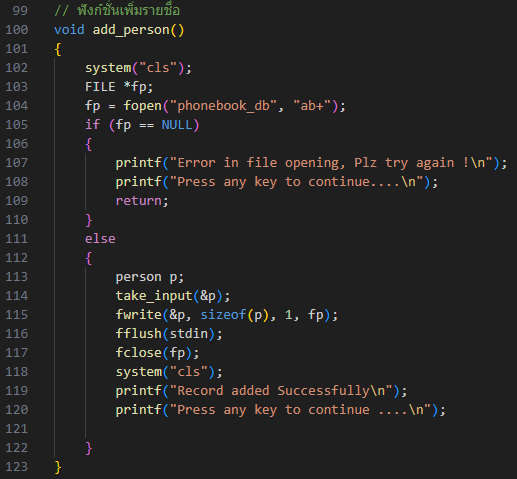 99 // ฟังก์ชันเพิ่มรายชื่อ
100 void add_person()
101 {
102 system("cls");
103 FILE *fp;
104 fp = fopen("phonebook_db", "ab+");
105 if (fp == NULL)
106 {
107 printf("Error in file opening, Plz try again !\n");
108 printf("Press any key to continue....\n");
109 return;
110 }
111 else
112 {
113 person p;
114 take_input(&p);
115 fwrite(&p, sizeof(p), 1, fp);
116 fflush(stdin);
117 fclose(fp);
118 system("cls");
119 printf("Record added Successfully\n");
120 printf("Press any key to continue ....\n");
121
122 }
123 }